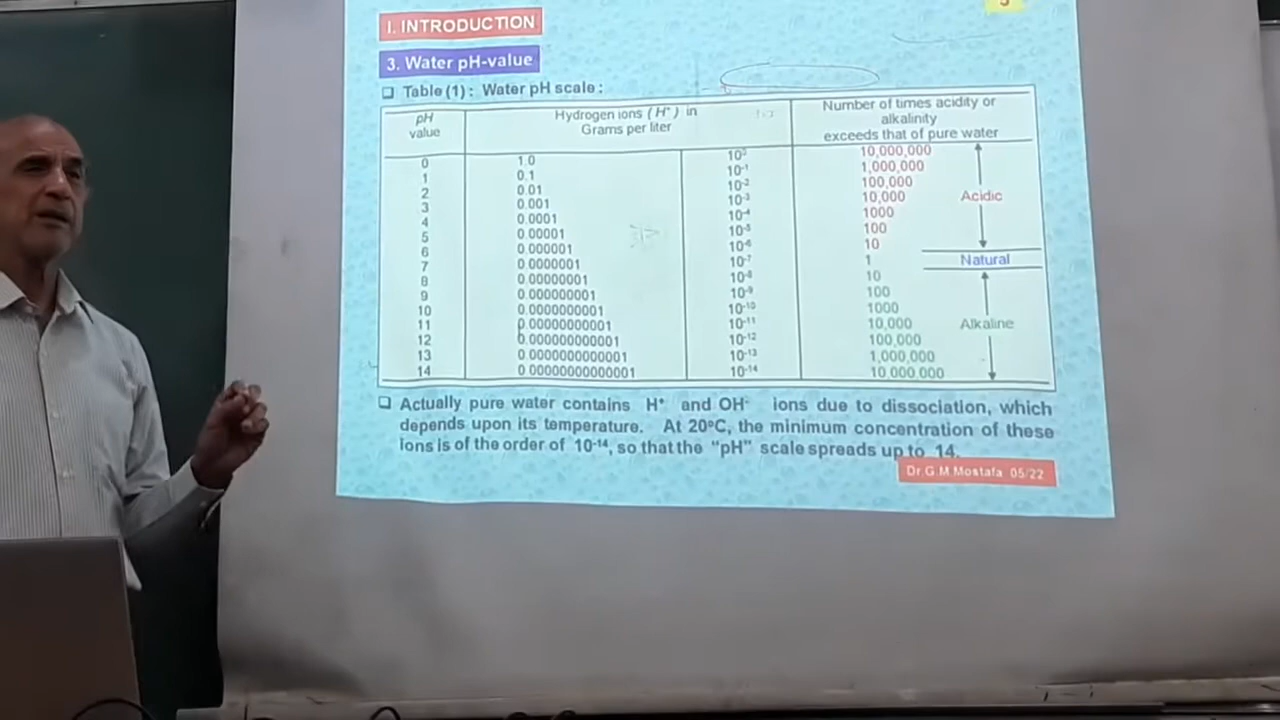 5
I. INTRODUCTION
3. Water pH-value
❑ Table (1) : Water pH scale :
pH value | Hydrogen ions (H⁺) in Grams per liter | Number of times acidity or alkalinity exceeds that of pure water
0 1.0 10⁰ 10,000,000
1 0.1 10⁻¹ 1,000,000
2 0.01 10⁻² 100,000
3 0.001 10⁻³ 10,000 Acidic
4 0.0001 10⁻⁴ 1000
5 0.00001 10⁻⁵ 100
6 0.000001 10⁻⁶ 10
7 0.0000001 10⁻⁷ 1 Natural
8 0.00000001 10⁻⁸ 10
9 0.000000001 10⁻⁹ 100
10 0.0000000001 10⁻¹⁰ 1000
11 0.00000000001 10⁻¹¹ 10,000 Alkaline
12 0.000000000001 10⁻¹² 100,000
13 0.0000000000001 10⁻¹³ 1,000,000
14 0.00000000000001 10⁻¹⁴ 10,000,000
❑ Actually pure water contains H⁺ and OH⁻ ions due to dissociation, which
depends upon its temperature. At 20°C, the minimum concentration of these
Ions is of the order of 10⁻¹⁴, so that the "pH" scale spreads up to 14.
Dr.G.M.Mostafa 05/22